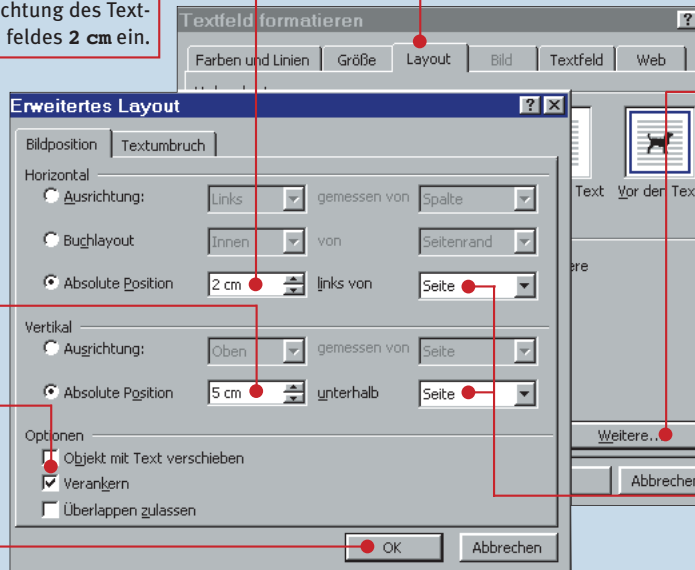 chtung des Text-
feldes 2 cm ein.
Textfeld formatieren
Farben und Linien Größe Layout Bild Textfeld Web
Erweitertes Layout
Bildposition Textumbruch
Text Vor den Tex
Horizontal
Ausrichtung: Links gemessen von Spalte
Buchlayout Innen von Seitenrand
Absolute Position 2 cm links von Seite
ere
Vertikal
Ausrichtung: Oben gemessen von Seite
Absolute Position 5 cm unterhalb Seite
Optionen
Weitere...
Objekt mit Text verschieben
Verankern
Abbrechen
Überlappen zulassen
OK Abbrechen